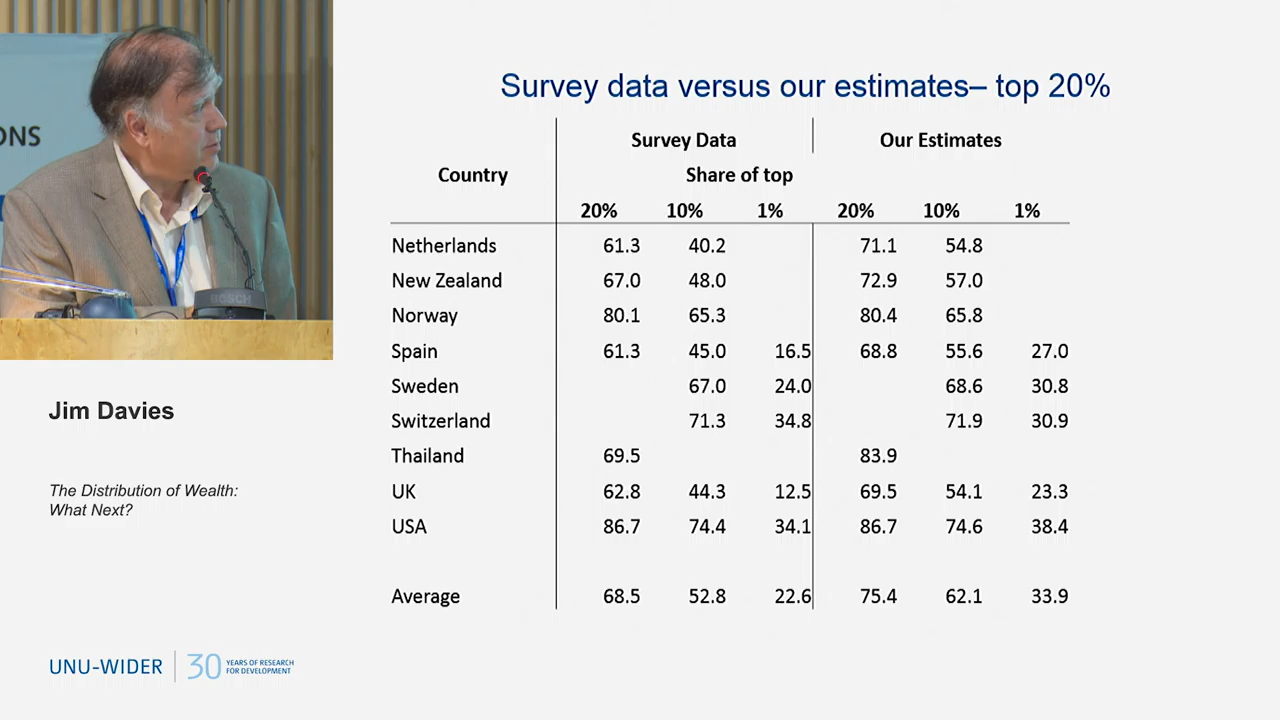 ONS
Survey data versus our estimates– top 20%
Survey Data Our Estimates
Country Share of top
20% 10% 1% 20% 10% 1%
Netherlands 61.3 40.2 71.1 54.8
New Zealand 67.0 48.0 72.9 57.0
Norway 80.1 65.3 80.4 65.8
Spain 61.3 45.0 16.5 68.8 55.6 27.0
Sweden 67.0 24.0 68.6 30.8
Switzerland 71.3 34.8 71.9 30.9
Thailand 69.5 83.9
UK 62.8 44.3 12.5 69.5 54.1 23.3
USA 86.7 74.4 34.1 86.7 74.6 38.4
Average 68.5 52.8 22.6 75.4 62.1 33.9
BOSCH
Jim Davies
The Distribution of Wealth:
What Next?
UNU-WIDER
30 YEARS OF RESEARCH
FOR DEVELOPMENT